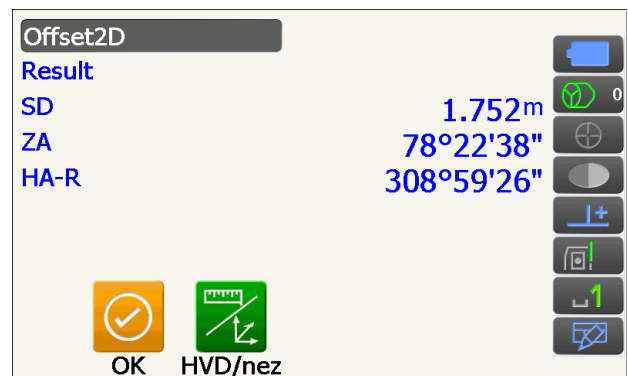 Offset2D
Result
SD 1.752m
ZA 78°22'38"
HA-R 308°59'26"
0
1
OK HVD/nez